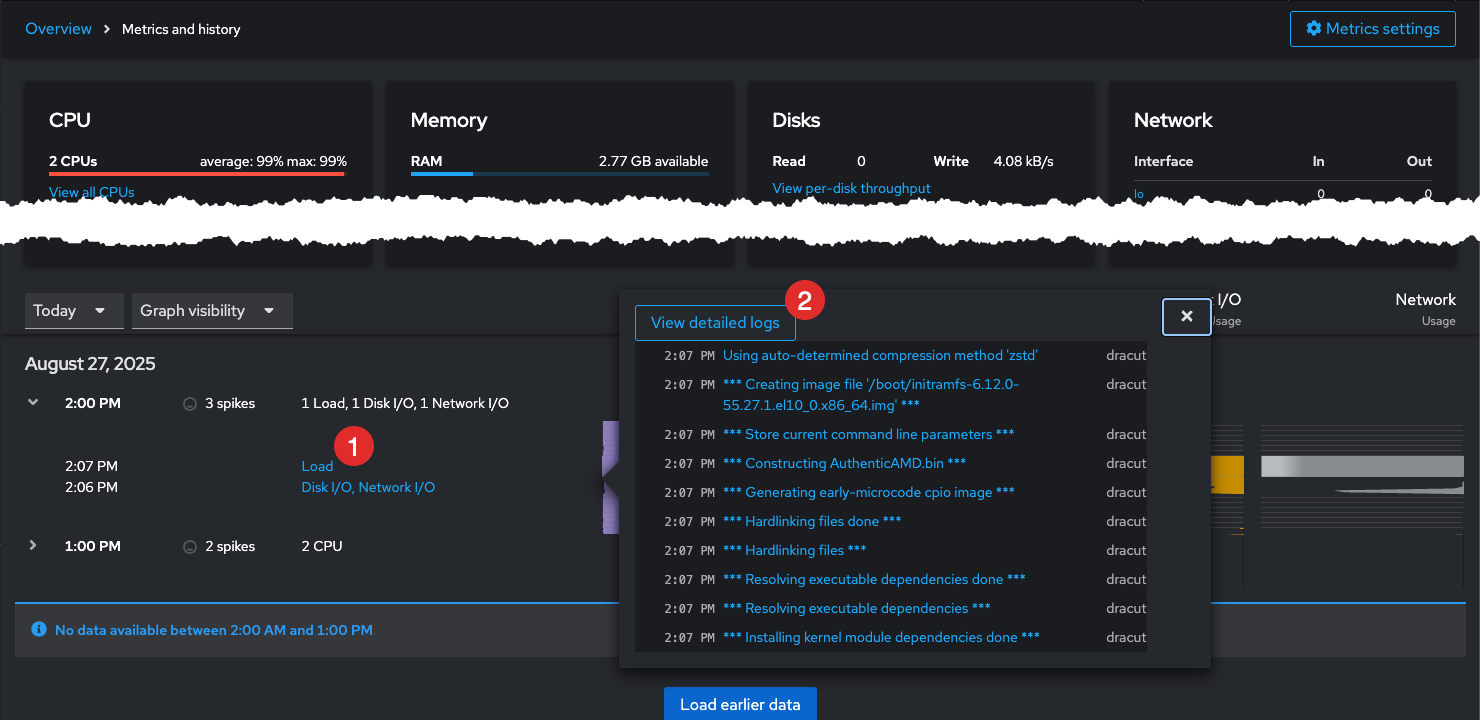 Overview > Metrics and history
Metrics settings
CPU
2 CPUs average: 99% max: 99%
View all CPUs
Memory
RAM 2.77 GB available
Disks
Read 0 Write 4.08 kB/s
View per-disk throughput
Network
Interface In Out
lo 0 0
Today
Graph visibility
I/O
Usage
Network
Usage
August 27, 2025
2:00 PM 3 spikes 1 Load, 1 Disk I/O, 1 Network I/O
1
2:07 PM Load
2:06 PM Disk I/O, Network I/O
1:00 PM 2 spikes 2 CPU
2
View detailed logs
2:07 PM Using auto-determined compression method 'zstd' dracut
2:07 PM *** Creating image file '/boot/initramfs-6.12.0- dracut
55.27.1.el10_0.x86_64.img' ***
2:07 PM *** Store current command line parameters *** dracut
2:07 PM *** Constructing AuthenticAMD.bin *** dracut
2:07 PM *** Generating early-microcode cpio image *** dracut
2:07 PM *** Hardlinking files done *** dracut
2:07 PM *** Hardlinking files *** dracut
2:07 PM *** Resolving executable dependencies done *** dracut
2:07 PM *** Resolving executable dependencies *** dracut
2:07 PM *** Installing kernel module dependencies done *** dracut
No data available between 2:00 AM and 1:00 PM
Load earlier data